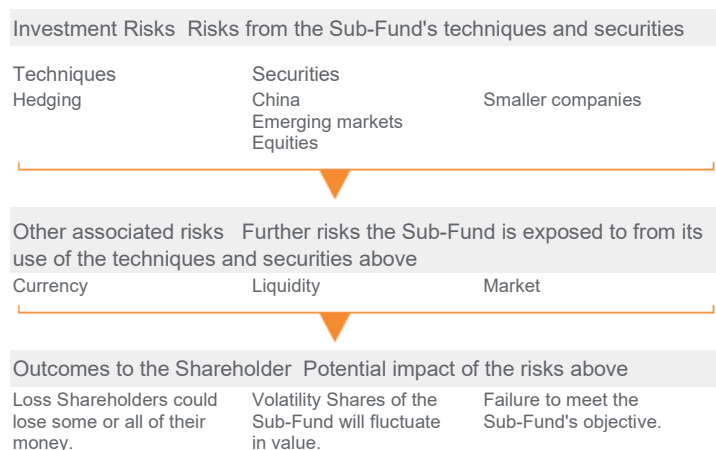 Investment Risks  Risks from the Sub-Fund's techniques and securities
Techniques
Hedging
Securities
China
Emerging markets
Equities
Smaller companies
Other associated risks  Further risks the Sub-Fund is exposed to from its
use of the techniques and securities above
Currency
Liquidity
Market
Outcomes to the Shareholder  Potential impact of the risks above
Loss Shareholders could
lose some or all of their
money.
Volatility Shares of the
Sub-Fund will fluctuate
in value.
Failure to meet the
Sub-Fund's objective.